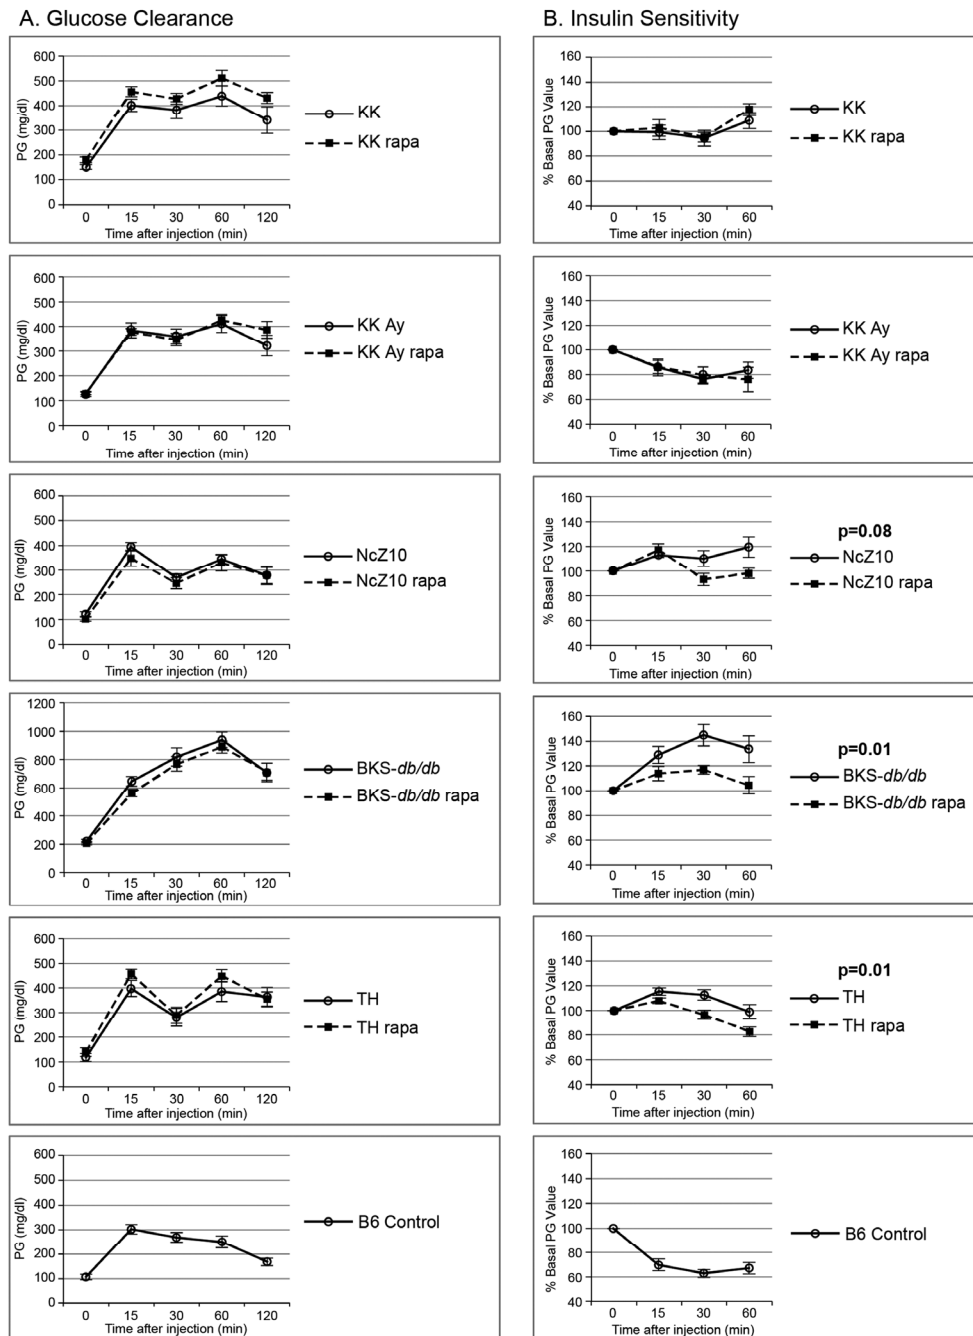 A. Glucose Clearance
B. Insulin Sensitivity
600
500
400
300
200
100
0
PG (mg/dl)
0 15 30 60 120
Time after injection (min)
KK
KK rapa
160
140
120
100
80
60
40
% Basal PG Value
0 15 30 60
Time after injection (min)
KK
KK rapa
600
500
400
300
200
100
0
PG (mg/dl)
0 15 30 60 120
Time after injection (min)
KK Ay
KK Ay rapa
160
140
120
100
80
60
40
% Basal PG Value
0 15 30 60
Time after injection (min)
KK Ay
KK Ay rapa
600
500
400
300
200
100
0
PG (mg/dl)
0 15 30 60 120
Time after injection (min)
NcZ10
NcZ10 rapa
160
140
120
100
80
60
40
% Basal PG Value
0 15 30 60
Time after injection (min)
p=0.08
NcZ10
NcZ10 rapa
1200
1000
800
600
400
200
0
PG (mg/dl)
0 15 30 60 120
Time after injection (min)
BKS-db/db
BKS-db/db rapa
160
140
120
100
80
60
40
% Basal PG Value
0 15 30 60
Time after injection (min)
p=0.01
BKS-db/db
BKS-db/db rapa
600
500
400
300
200
100
0
PG (mg/dl)
0 15 30 60 120
Time after injection (min)
TH
TH rapa
160
140
120
100
80
60
40
% Basal PG Value
0 15 30 60
Time after injection (min)
p=0.01
TH
TH rapa
600
500
400
300
200
100
0
PG (mg/dl)
0 15 30 60 120
Time after injection (min)
B6 Control
160
140
120
100
80
60
40
% Basal PG Value
0 15 30 60
Time after injection (min)
B6 Control